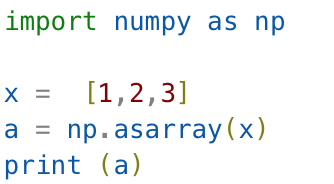 import numpy as np
x =  [1,2,3]
a = np.asarray(x)
print (a)